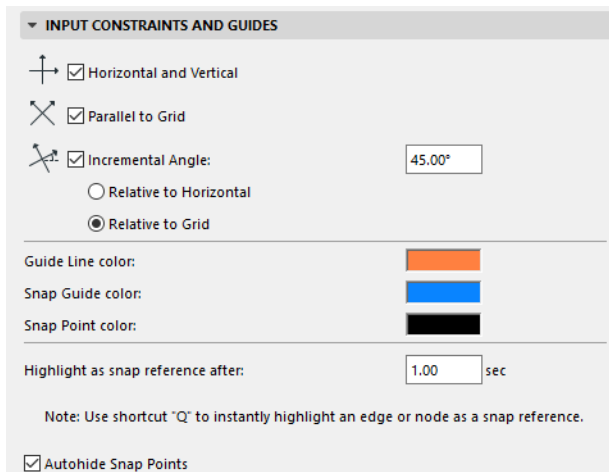 INPUT CONSTRAINTS AND GUIDES
Horizontal and Vertical
Parallel to Grid
Incremental Angle: 45.00°
Relative to Horizontal
Relative to Grid
Guide Line color:
Snap Guide color:
Snap Point color:
Highlight as snap reference after: 1.00 sec
Note: Use shortcut "Q" to instantly highlight an edge or node as a snap reference.
Autohide Snap Points